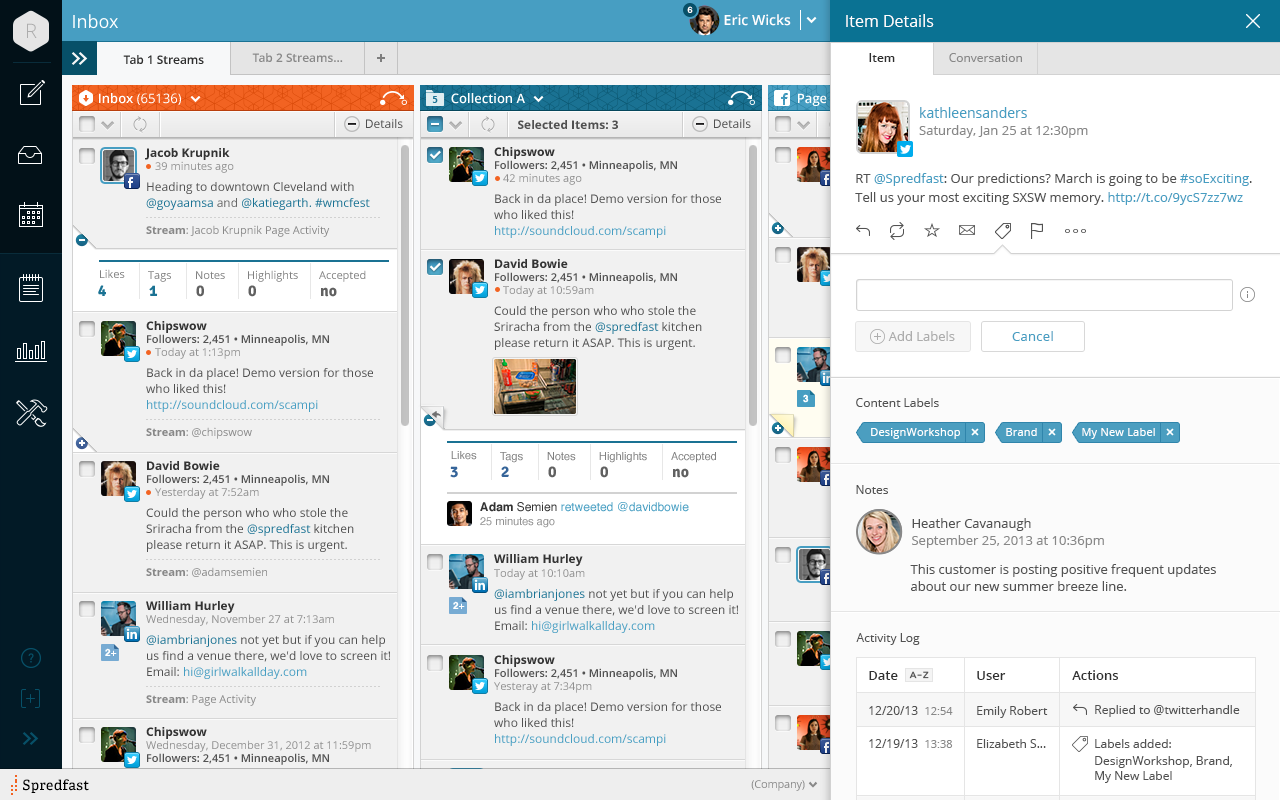 R
Inbox
6
Eric Wicks
Tab 1 Streams
Tab 2 Streams...
+
Inbox (65136)
Details
Jacob Krupnik
39 minutes ago
Heading to downtown Cleveland with
@goyaamsa and @katiegarth. #wmcfest
Stream: Jacob Krupnik Page Activity
Likes Tags Notes Highlights Accepted
4 1 0 0 no
Chipswow
Followers: 2,451 • Minneapolis, MN
Today at 1:13pm
Back in da place! Demo version for those
who liked this!
http://soundcloud.com/scampi
Stream: @chipswow
David Bowie
Followers: 2,451 • Minneapolis, MN
Yesterday at 7:52am
Could the person who who stole the
Sriracha from the @spredfast kitchen
please return it ASAP. This is urgent.
Stream: @adamsemien
William Hurley
Wednesday, November 27 at 7:13am
2+
@iambrianjones not yet but if you can help
us find a venue there, we'd love to screen it!
Email: hi@girlwalkallday.com
Stream: Page Activity
Chipswow
Wednesday, December 31, 2012 at 11:59pm
Followers: 2,451 • Minneapolis, MN
5
Collection A
Selected Items: 3
Details
Chipswow
Followers: 2,451 • Minneapolis, MN
42 minutes ago
Back in da place! Demo version for those
who liked this!
http://soundcloud.com/scampi
David Bowie
Followers: 2,451 • Minneapolis, MN
Today at 10:59am
Could the person who who stole the
Sriracha from the @spredfast kitchen
please return it ASAP. This is urgent.
Likes Tags Notes Highlights Accepted
3 2 0 0 no
Adam Semien retweeted @davidbowie
25 minutes ago
William Hurley
Today at 10:10am
2+
@iambrianjones not yet but if you can help
us find a venue there, we'd love to screen it!
Email: hi@girlwalkallday.com
Chipswow
Followers: 2,451 • Minneapolis, MN
Yesteray at 7:34pm
Back in da place! Demo version for those
who liked this!
http://soundcloud.com/scampi
Page
3
Item Details
Item
Conversation
kathleensanders
Saturday, Jan 25 at 12:30pm
RT @Spredfast: Our predictions? March is going to be #soExciting.
Tell us your most exciting SXSW memory. http://t.co/9ycS7zz7wz
Add Labels
Cancel
Content Labels
DesignWorkshop × Brand × My New Label ×
Notes
Heather Cavanaugh
September 25, 2013 at 10:36pm
This customer is posting positive frequent updates
about our new summer breeze line.
Activity Log
Date A-Z User Actions
12/20/13 12:54 Emily Robert Replied to @twitterhandle
12/19/13 13:38 Elizabeth S... Labels added:
DesignWorkshop, Brand,
My New Label
Spredfast
(Company)